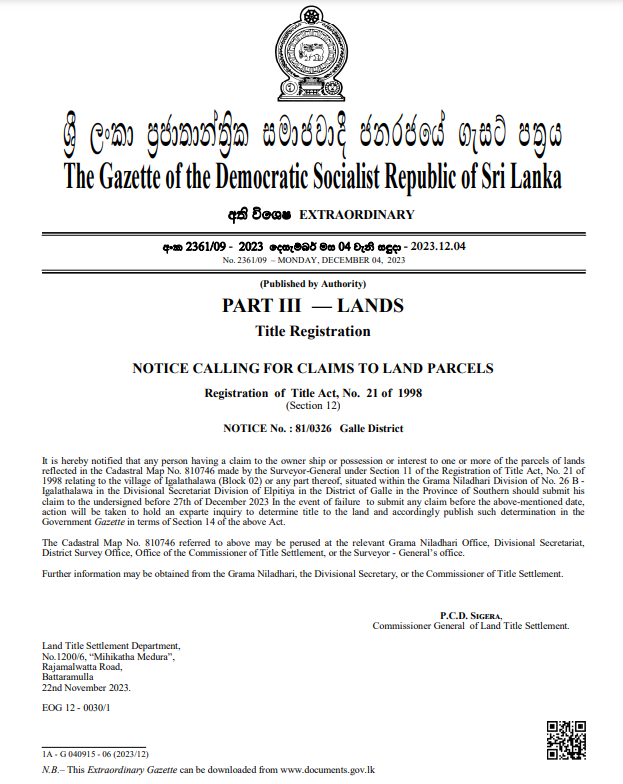 ශ්‍රී ලංකා ප්‍රජාතාන්ත්‍රික සමාජවාදී ජනරජයේ ගැසට් පත්‍රය
The Gazette of the Democratic Socialist Republic of Sri Lanka
අති විශෙෂ EXTRAORDINARY
අංක 2361/09 - 2023 දෙසැම්බර් මස 04 වැනි සඳුදා - 2023.12.04
No. 2361/09 – MONDAY, DECEMBER 04, 2023
(Published by Authority)
PART III — LANDS
Title Registration
NOTICE CALLING FOR CLAIMS TO LAND PARCELS
Registration of Title Act, No. 21 of 1998
(Section 12)
NOTICE No. : 81/0326 Galle District
It is hereby notified that any person having a claim to the owner ship or possession or interest to one or more of the parcels of lands
reflected in the Cadastral Map No. 810746 made by the Surveyor-General under Section 11 of the Registration of Title Act, No. 21 of
1998 relating to the village of Igalathalawa (Block 02) or any part thereof, situated within the Grama Niladhari Division of No. 26 B -
Igalathalawa in the Divisional Secretariat Division of Elpitiya in the District of Galle in the Province of Southern should submit his
claim to the undersigned before 27th of December 2023 In the event of failure to submit any claim before the above-mentioned date,
action will be taken to hold an exparte inquiry to determine title to the land and accordingly publish such determination in the
Government Gazette in terms of Section 14 of the above Act.
The Cadastral Map No. 810746 referred to above may be perused at the relevant Grama Niladhari Office, Divisional Secretariat,
District Survey Office, Office of the Commissioner of Title Settlement, or the Surveyor - General’s office.
Further information may be obtained from the Grama Niladhari, the Divisional Secretary, or the Commissioner of Title Settlement.
P.C.D. Sigera,
Commissioner General of Land Title Settlement.
Land Title Settlement Department,
No.1200/6, “Mihikatha Medura”,
Rajamalwatta Road,
Battaramulla
22nd November 2023.
EOG 12 - 0030/1
1A - G 040915 - 06 (2023/12)
N.B.– This Extraordinary Gazette can be downloaded from www.documents.gov.lk